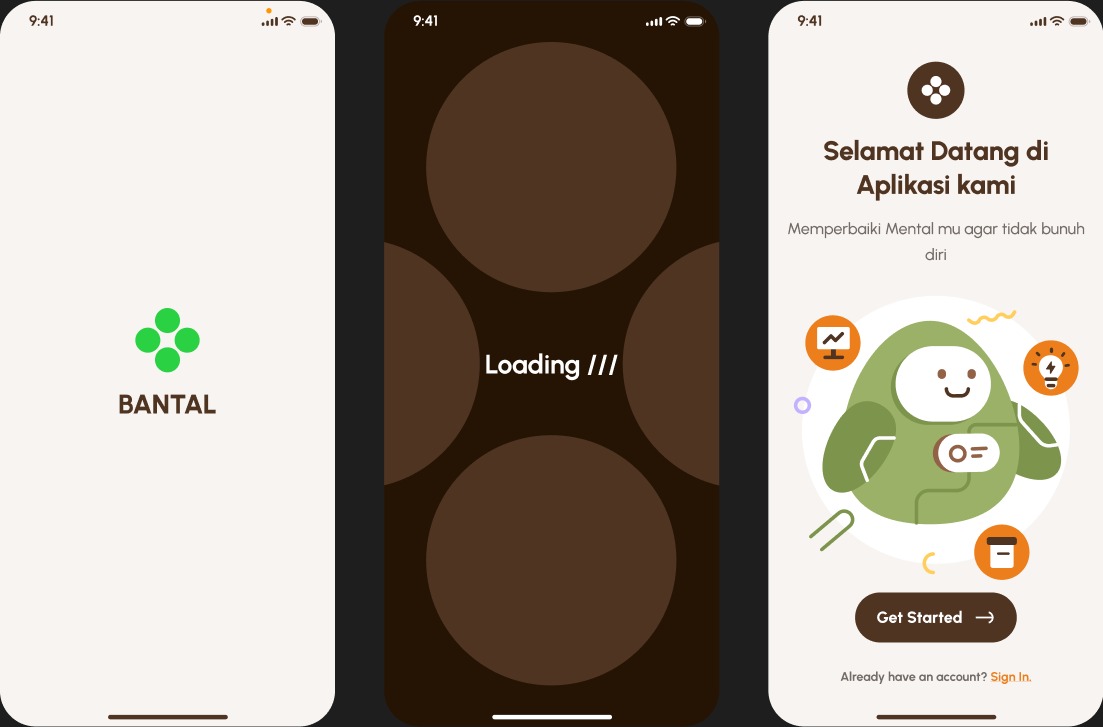 9:41
BANTAL
9:41
Loading ///
9:41
Selamat Datang di
Aplikasi kami
Memperbaiki Mental mu agar tidak bunuh
diri
Get Started
Already have an account? Sign In.